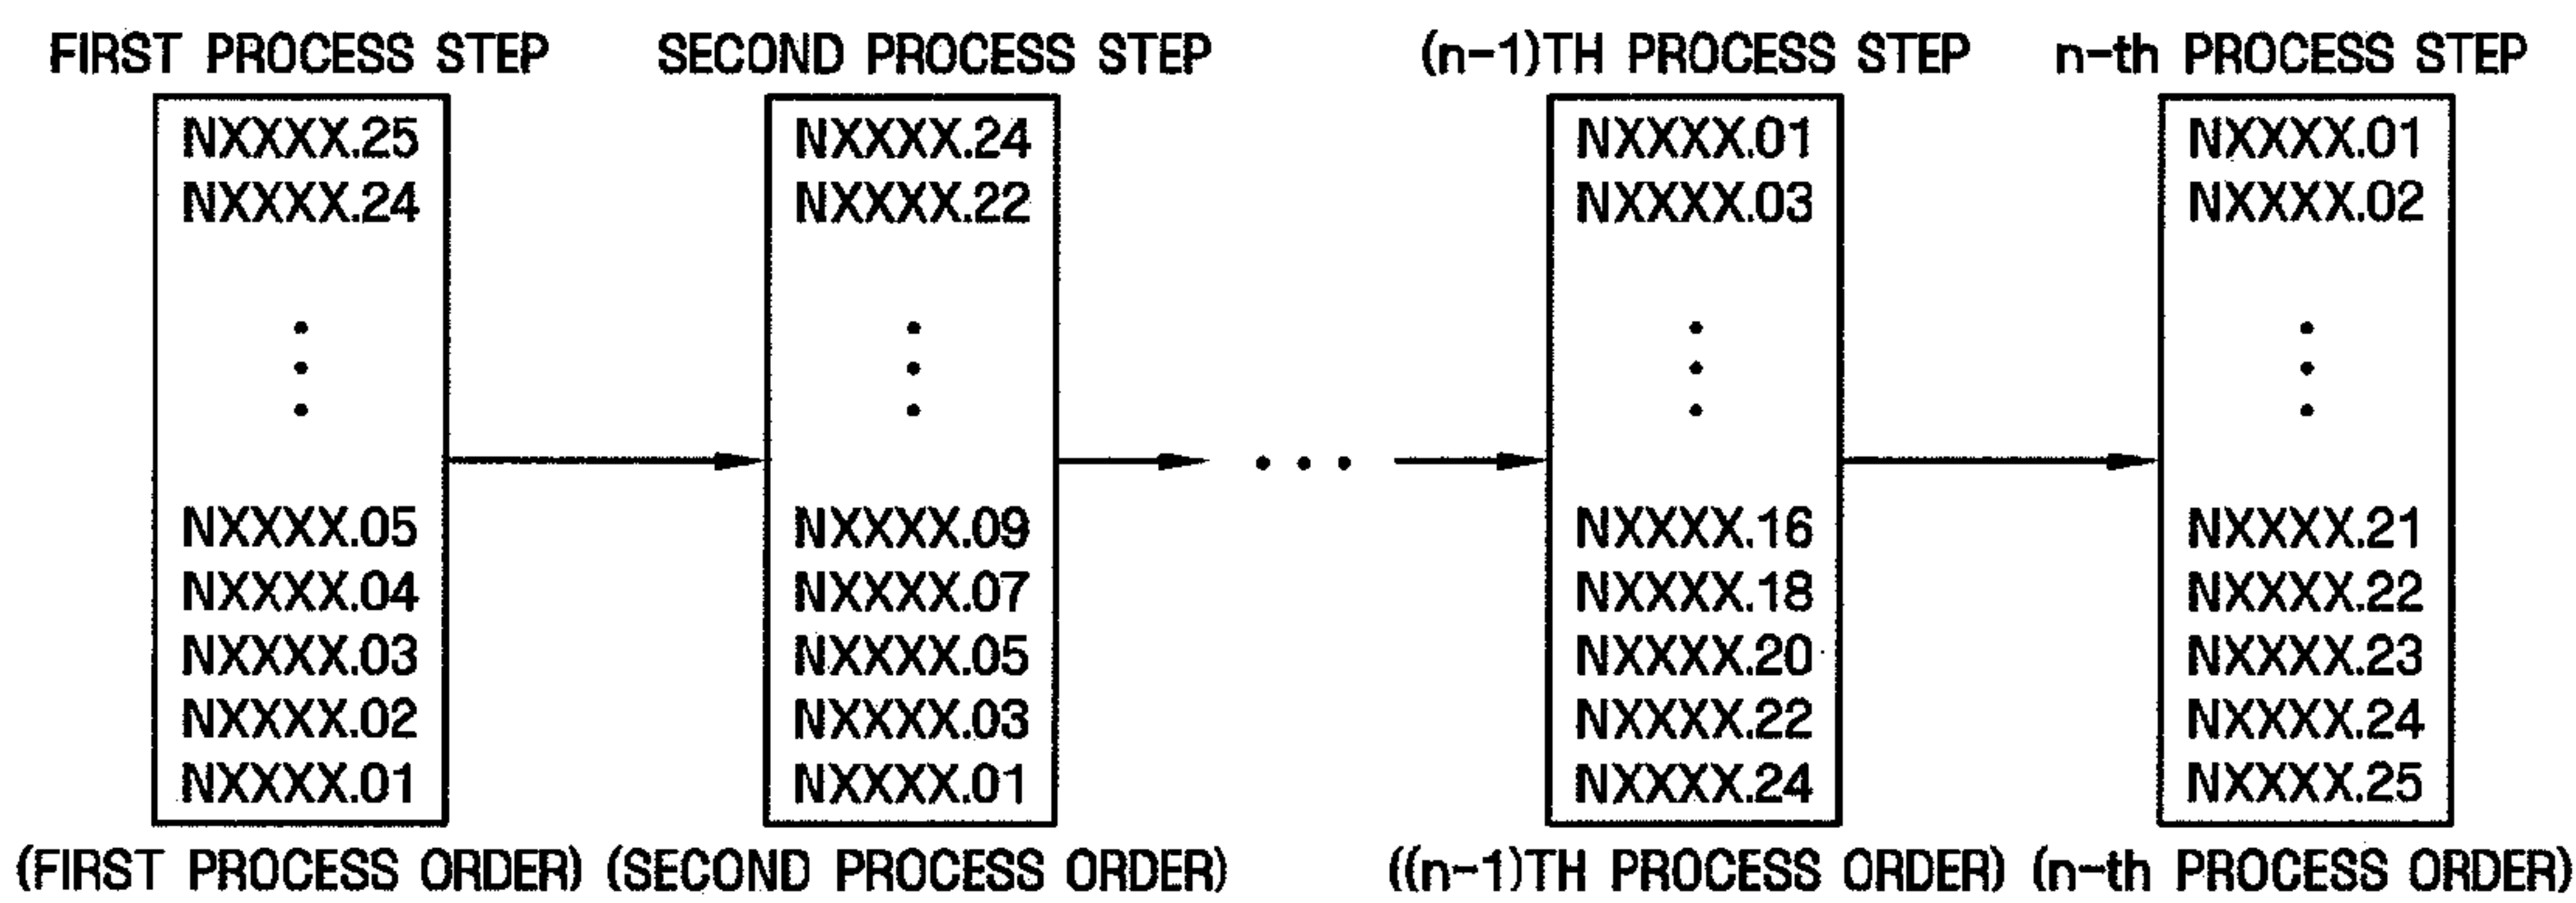 FIRST PROCESS STEP
NXXXX.25
NXXXX.24
NXXXX.05
NXXXX.04
NXXXX.03
NXXXX.02
NXXXX.01
(FIRST PROCESS ORDER)
SECOND PROCESS STEP
NXXXX.24
NXXXX.22
NXXXX.09
NXXXX.07
NXXXX.05
NXXXX.03
NXXXX.01
(SECOND PROCESS ORDER)
(n-1)TH PROCESS STEP
NXXXX.01
NXXXX.03
NXXXX.16
NXXXX.18
NXXXX.20
NXXXX.22
NXXXX.24
((n-1)TH PROCESS ORDER)
n-th PROCESS STEP
NXXXX.01
NXXXX.02
NXXXX.21
NXXXX.22
NXXXX.23
NXXXX.24
NXXXX.25
(n-th PROCESS ORDER)